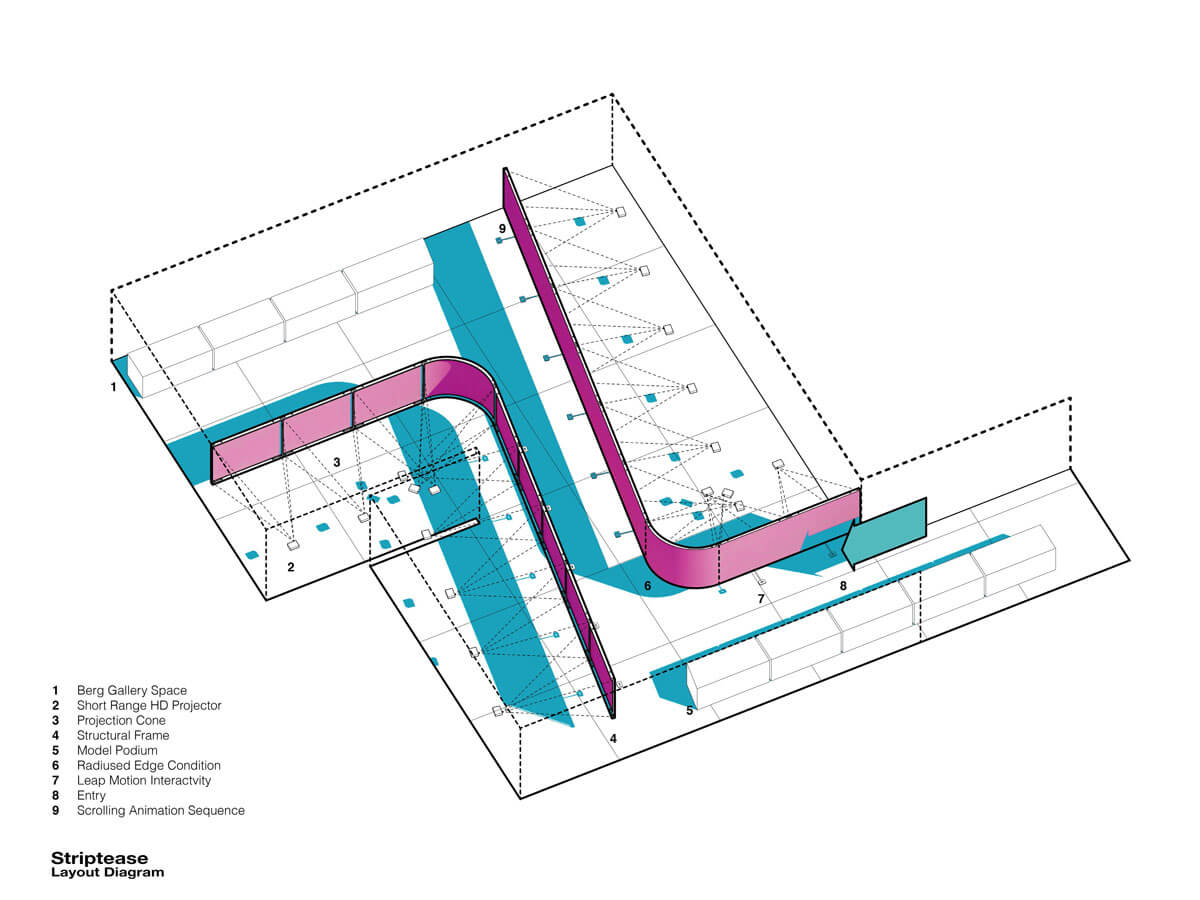 9
1
3
2
6
7
8
5
4
1 Berg Gallery Space
2 Short Range HD Projector
3 Projection Cone
4 Structural Frame
5 Model Podium
6 Radiused Edge Condition
7 Leap Motion Interactvity
8 Entry
9 Scrolling Animation Sequence
Striptease
Layout Diagram